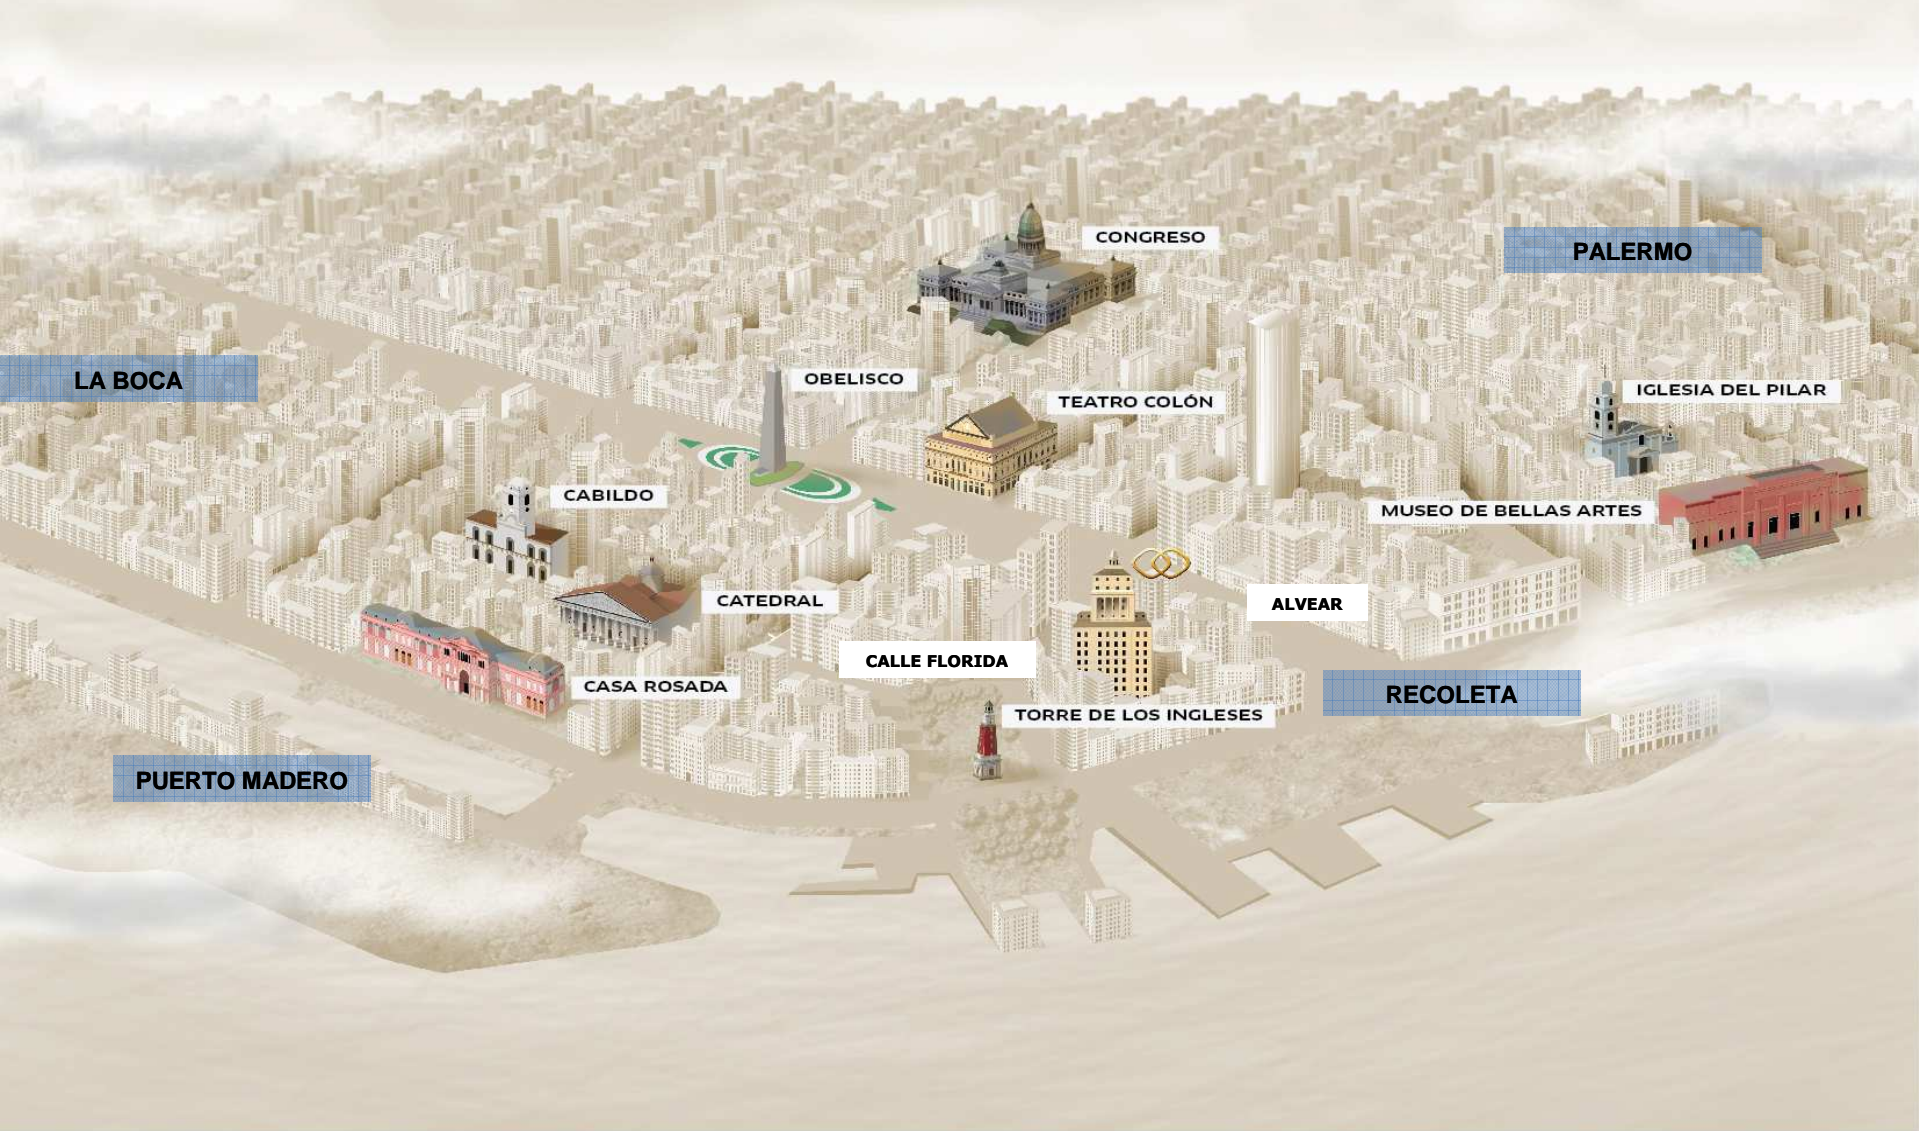 CONGRESO
PALERMO
LA BOCA
OBELISCO
TEATRO COLÓN
IGLESIA DEL PILAR
CABILDO
MUSEO DE BELLAS ARTES
CATEDRAL
ALVEAR
CALLE FLORIDA
CASA ROSADA
RECOLETA
TORRE DE LOS INGLESES
PUERTO MADERO